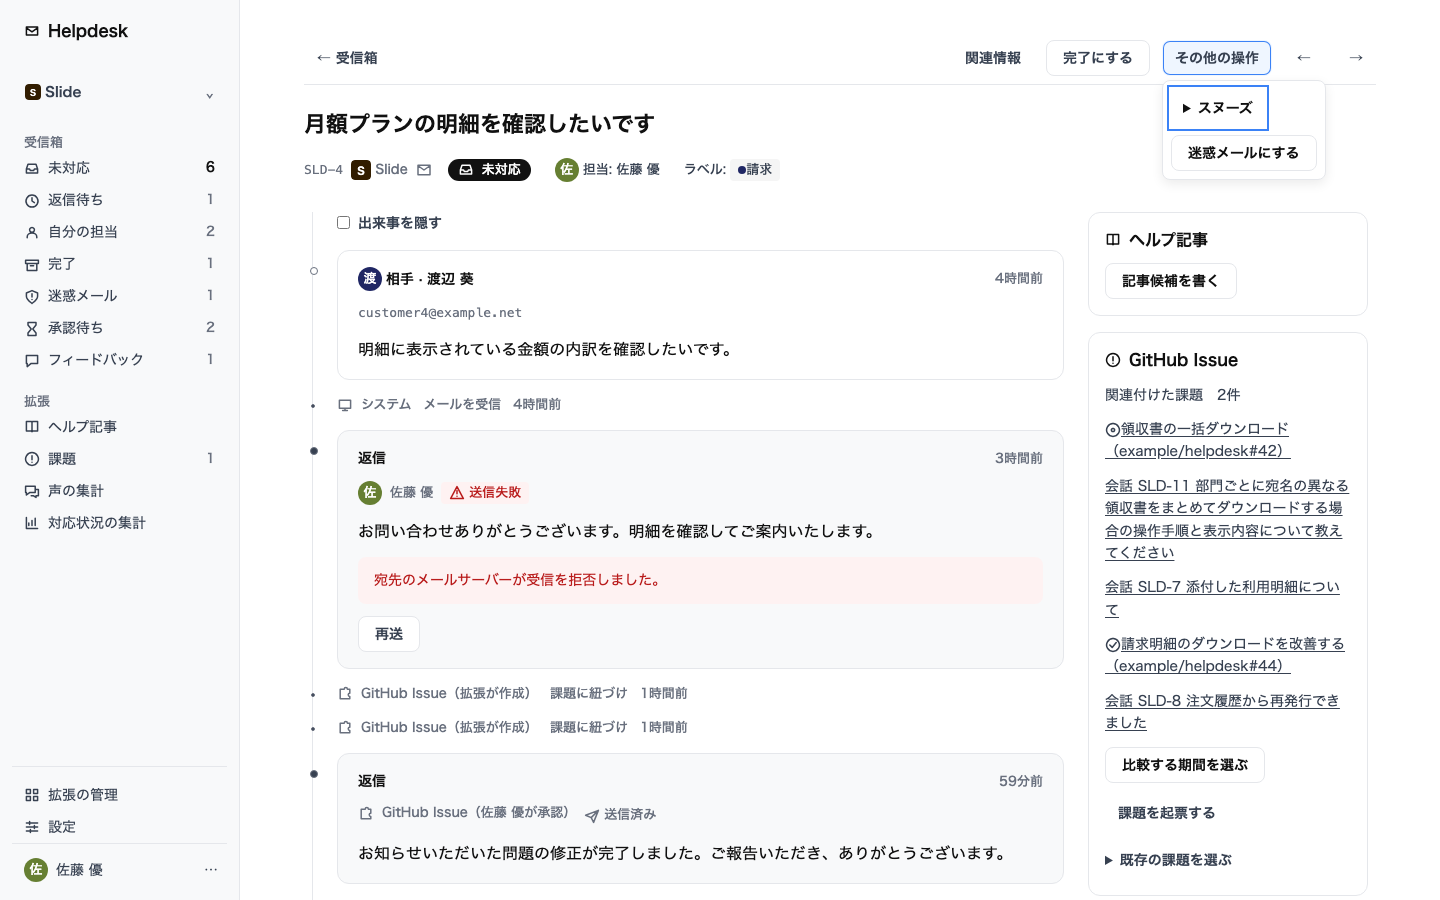 Helpdesk
S Slide
受信箱
未対応 6
返信待ち 1
自分の担当 2
完了 1
迷惑メール 1
承認待ち 2
フィードバック 1
拡張
ヘルプ記事
課題 1
声の集計
対応状況の集計
拡張の管理
設定
佐 佐藤 優 …
← 受信箱
関連情報 完了にする その他の操作 ← →
▶ スヌーズ
迷惑メールにする
月額プランの明細を確認したいです
SLD-4 S Slide 未対応 佐 担当: 佐藤 優 ラベル: 請求
出来事を隠す
渡 相手 · 渡辺 葵 4時間前
customer4@example.net
明細に表示されている金額の内訳を確認したいです。
システム メールを受信 4時間前
返信 3時間前
佐 佐藤 優 送信失敗
お問い合わせありがとうございます。明細を確認してご案内いたします。
宛先のメールサーバーが受信を拒否しました。
再送
GitHub Issue（拡張が作成） 課題に紐づけ 1時間前
GitHub Issue（拡張が作成） 課題に紐づけ 1時間前
返信 59分前
GitHub Issue（佐藤 優が承認） 送信済み
お知らせいただいた問題の修正が完了しました。ご報告いただき、ありがとうございます。
ヘルプ記事
記事候補を書く
GitHub Issue
関連付けた課題 2件
領収書の一括ダウンロード
（example/helpdesk#42）
会話 SLD-11 部門ごとに宛名の異なる
領収書をまとめてダウンロードする場
合の操作手順と表示内容について教え
てください
会話 SLD-7 添付した利用明細につい
て
請求明細のダウンロードを改善する
（example/helpdesk#44）
会話 SLD-8 注文履歴から再発行でき
ました
比較する期間を選ぶ
課題を起票する
▶ 既存の課題を選ぶ